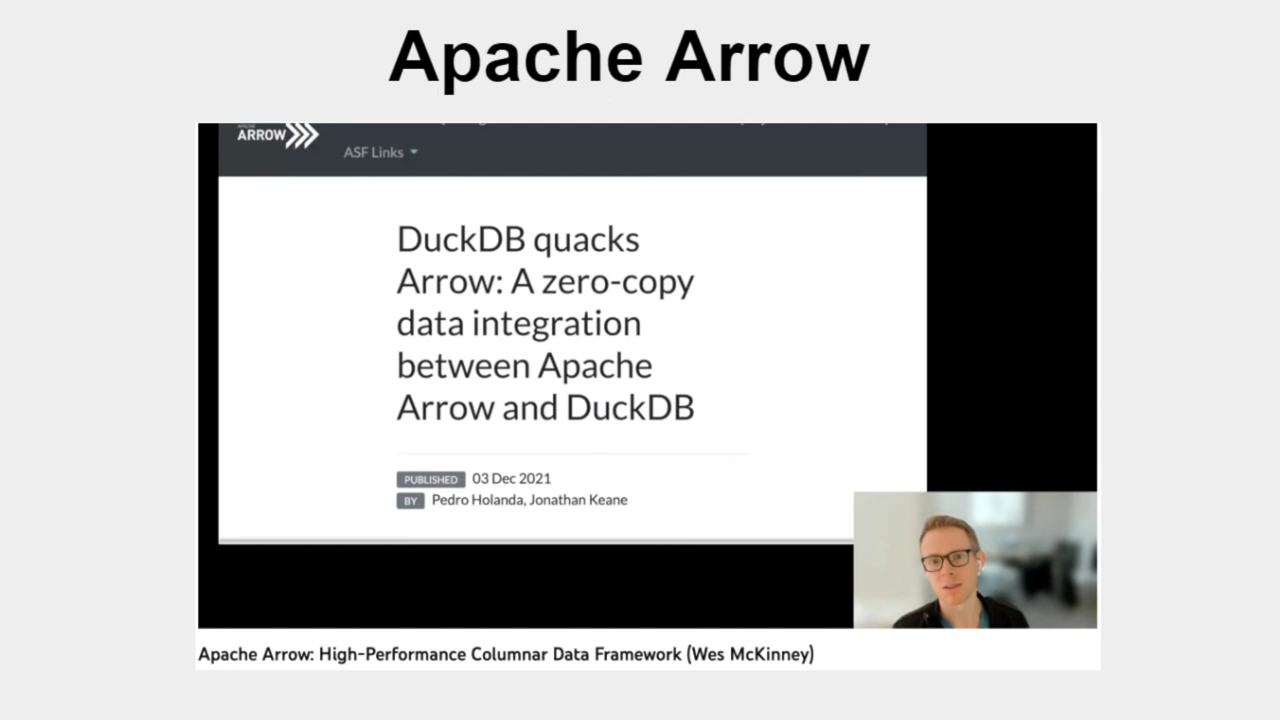 Apache Arrow
ARROW
ASF Links
DuckDB quacks
Arrow: A zero-copy
data integration
between Apache
Arrow and DuckDB
PUBLISHED 03 Dec 2021
BY Pedro Holanda, Jonathan Keane
Apache Arrow: High-Performance Columnar Data Framework (Wes McKinney)